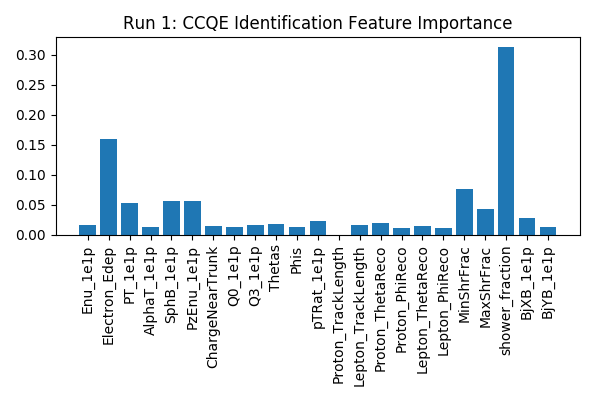 Run 1: CCQE Identification Feature Importance
0.30
0.25
0.20
0.15
0.10
0.05
0.00
Enu_1e1p
Electron_Edep
PT_1e1p
AlphaT_1e1p
SphB_1e1p
PzEnu_1e1p
ChargeNearTrunk
Q0_1e1p
Q3_1e1p
Thetas
Phis
pTRat_1e1p
Proton_TrackLength
Lepton_TrackLength
Proton_ThetaReco
Proton_PhiReco
Lepton_ThetaReco
Lepton_PhiReco
MinShrFrac
MaxShrFrac
shower_fraction
BjXB_1e1p
BjYB_1e1p